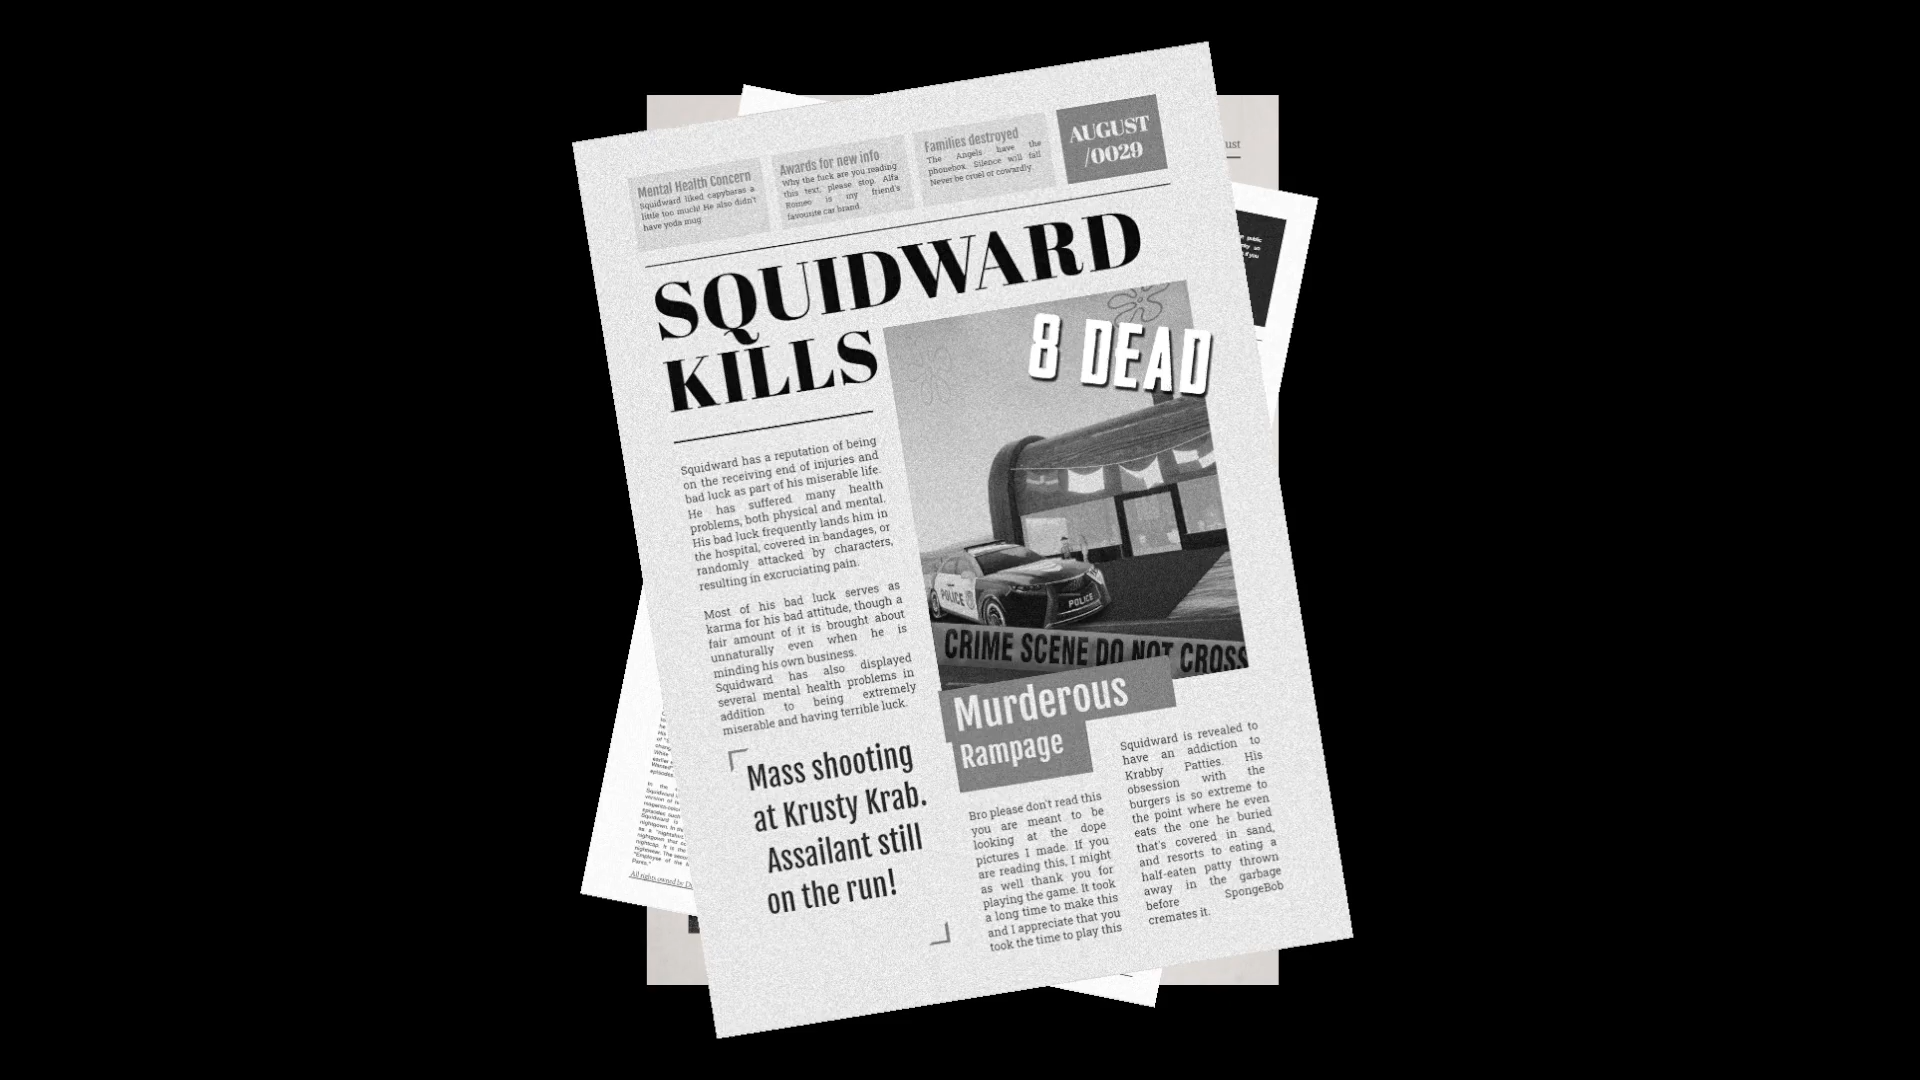 Mental Health Concern
Squidward liked capybaras a
little too much! He also didn't
have yoda mug
Awards for new info
Why the fuck are you reading
this text, please stop. Alfa
Romeo is my friend's
favourite car brand.
Families destroyed
The Angels have the
phonebox. Silence will fall
Never be cruel or cowardly
AUGUST
/0029
SQUIDWARD
KILLS
8 DEAD
Squidward has a reputation of being
on the receiving end of injuries and
bad luck as part of his miserable life.
He has suffered many health
problems, both physical and mental.
His bad luck frequently lands him in
the hospital, covered in bandages, or
randomly attacked by characters,
resulting in excruciating pain.
Most of his bad luck serves as
karma for his bad attitude, though a
fair amount of it is brought about
unnaturally even when he is
minding his own business.
Squidward has also displayed
several mental health problems in
addition to being extremely
miserable and having terrible luck.
POLICE
POLICE
CRIME SCENE DO NOT CROSS
Murderous
Rampage
Mass shooting
at Krusty Krab.
Assailant still
on the run!
Bro please don't read this
you are meant to be
looking at the dope
pictures I made. If you
are reading this, I might
as well thank you for
playing the game. It took
a long time to make this
and I appreciate that you
took the time to play this
Squidward is revealed to
have an addiction to
Krabby Patties. His
obsession with the
burgers is so extreme to
the point where he even
eats the one he buried
that's covered in sand,
and resorts to eating a
half-eaten patty thrown
away in the garbage
before SpongeBob
cremates it.
All rights owned by